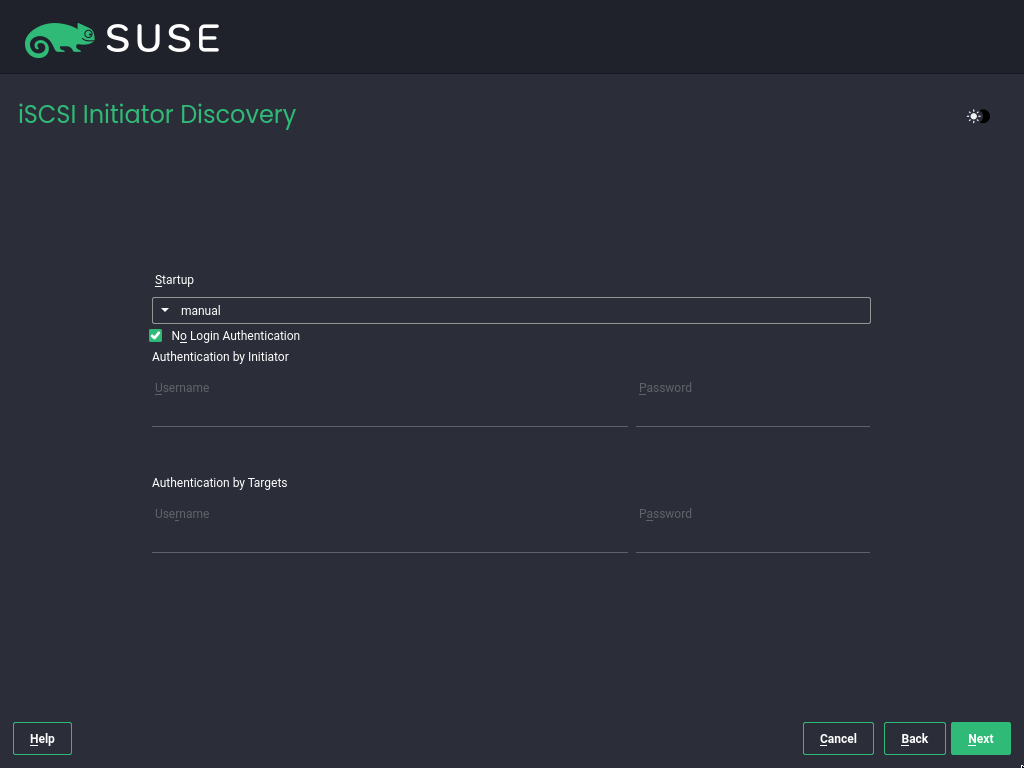 SUSE
iSCSI Initiator Discovery
Startup
manual
No Login Authentication
Authentication by Initiator
Username Password
Authentication by Targets
Username Password
Help Cancel Back Next